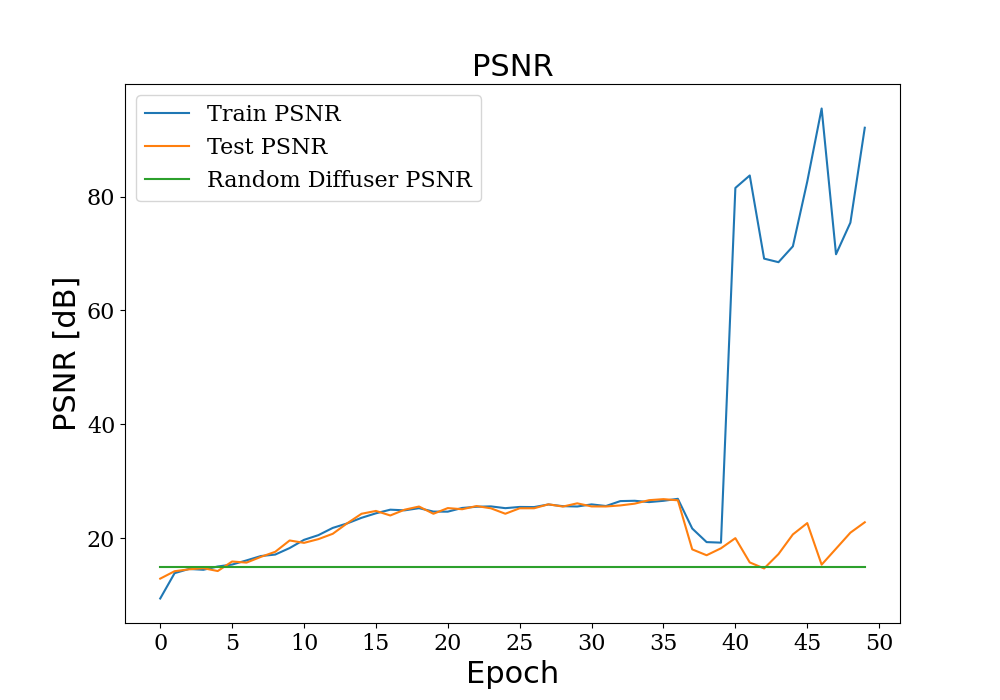 PSNR
Train PSNR
Test PSNR
Random Diffuser PSNR
PSNR [dB]
80
60
40
20
0 5 10 15 20 25 30 35 40 45 50
Epoch